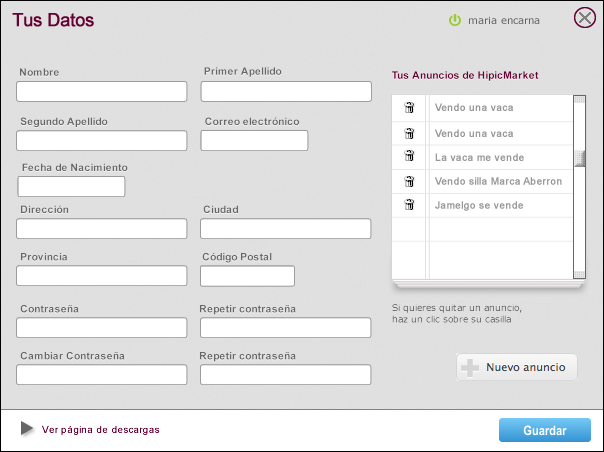 Tus Datos
maria encarna
Nombre
Primer Apellido
Segundo Apellido
Correo electrónico
Fecha de Nacimiento
Dirección
Ciudad
Provincia
Código Postal
Contraseña
Repetir contraseña
Cambiar Contraseña
Repetir contraseña
Tus Anuncios de HipicMarket
Vendo una vaca
Vendo una vaca
La vaca me vende
Vendo silla Marca Aberron
Jamelgo se vende
Si quieres quitar un anuncio,
haz un clic sobre su casilla
Nuevo anuncio
Ver página de descargas
Guardar